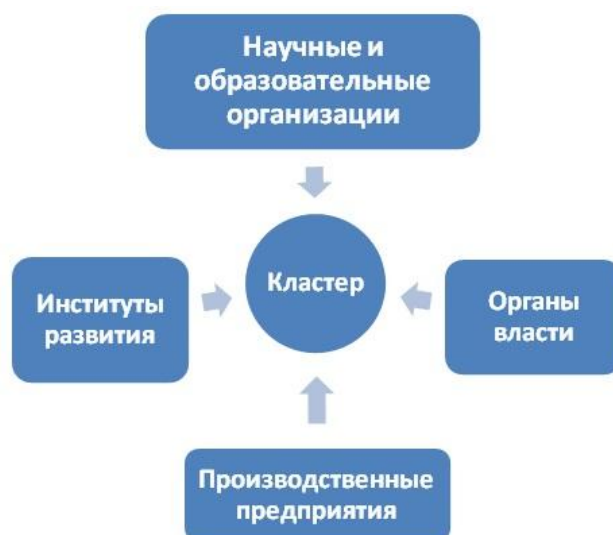 Научные и
образовательные
организации
Кластер
Институты
развития
Органы
власти
Производственные
предприятия